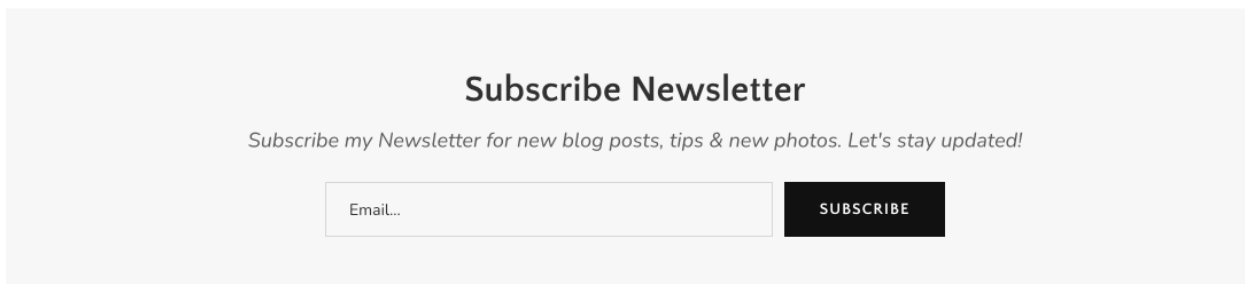 Subscribe Newsletter
Subscribe my Newsletter for new blog posts, tips & new photos. Let's stay updated!
Email...
SUBSCRIBE